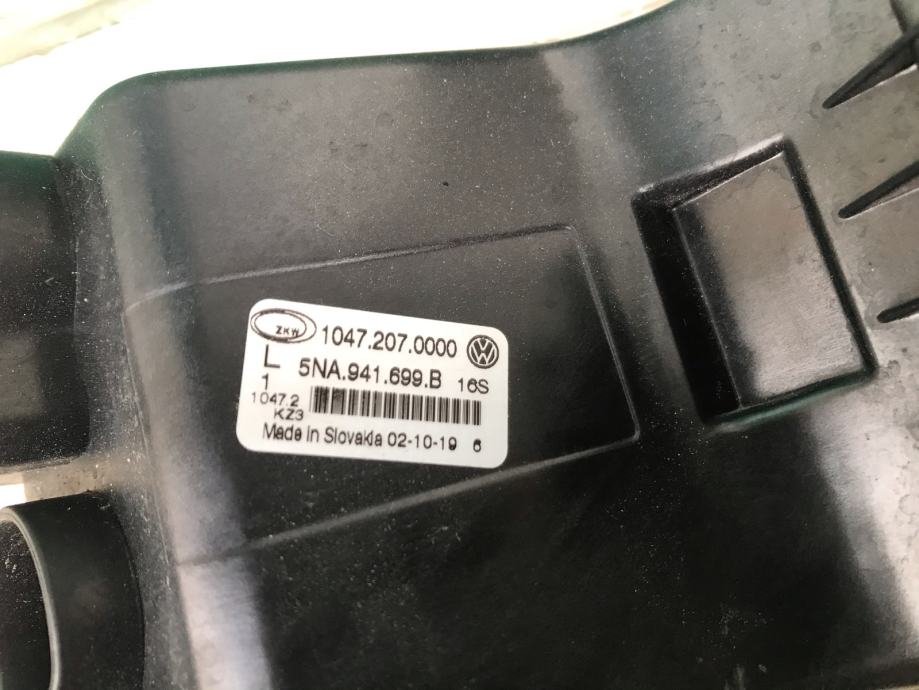 ZKW 1047.207.0000 VW
L 5NA.941.699.B 16S
1
1047.2
KZ3
Made in Slovakia 02-10-19 6